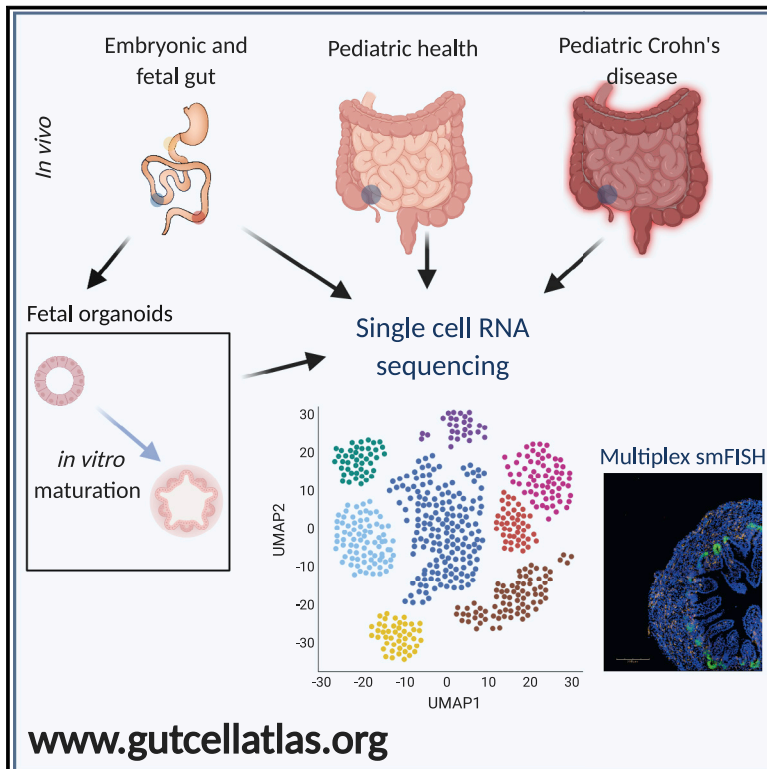 Embryonic and
fetal gut
Pediatric health
Pediatric Crohn's
disease
In vivo
Fetal organoids
in vitro
maturation
Single cell RNA
sequencing
Multiplex smFISH
30
20
10
0
-10
-20
-30
UMAP2
-30 -20 -10 0 10 20 30
UMAP1
www.gutcellatlas.org